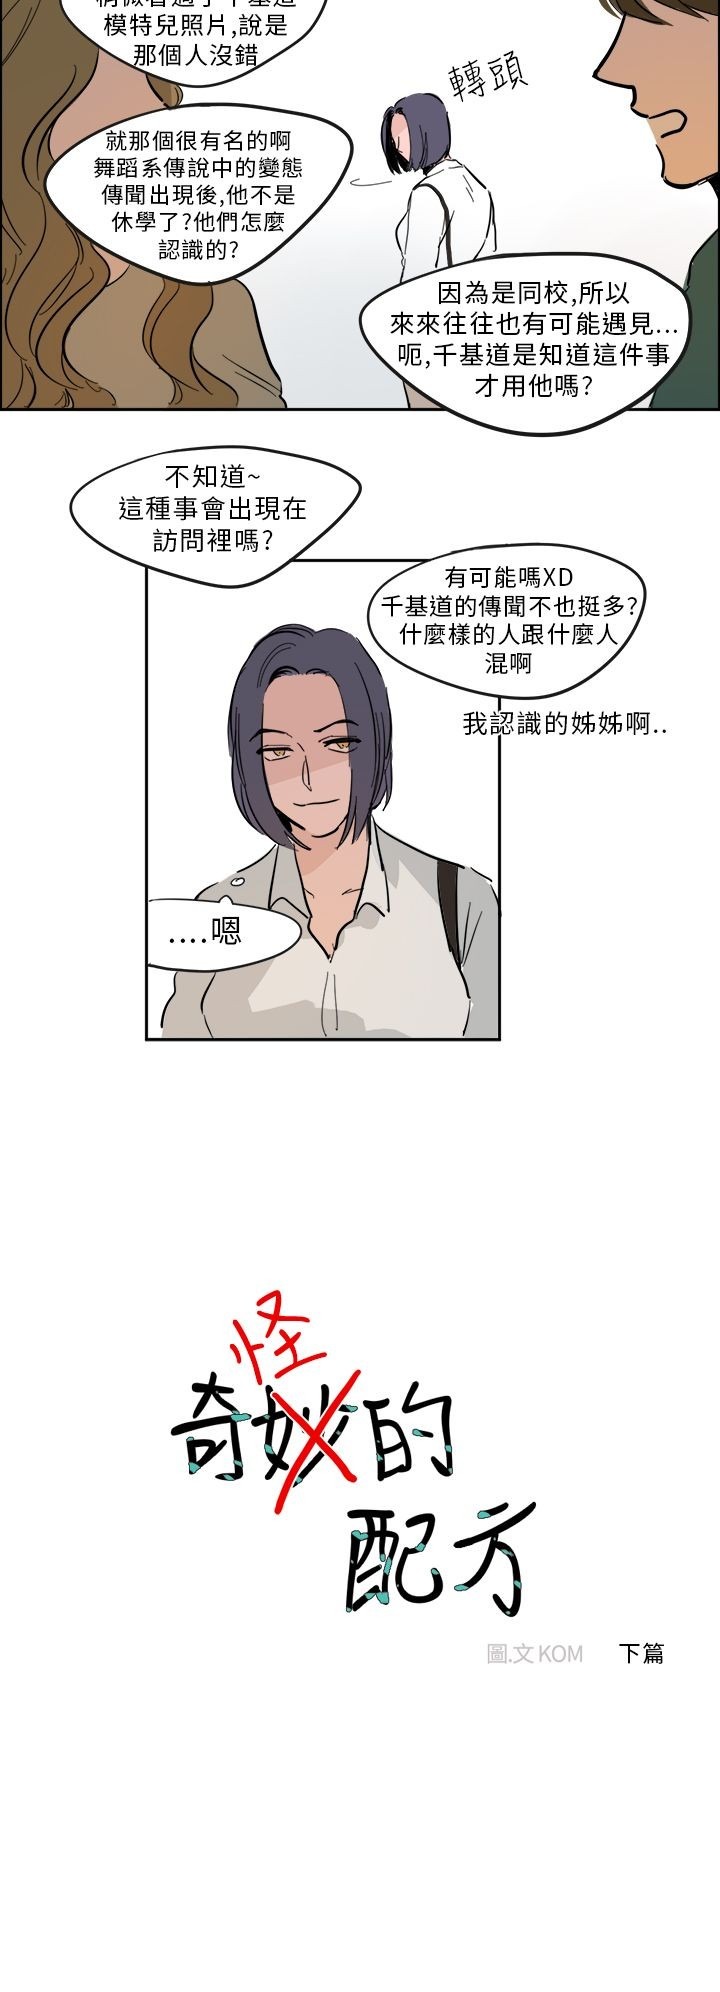 模特兒照片,說是
那個人沒錯
轉頭
就那個很有名的啊
舞蹈系傳說中的變態
傳聞出現後,他不是
休學了?他們怎麼
認識的?
因為是同校,所以
來來往往也有可能遇見...
呃,千基道是知道這件事
才用他嗎?
不知道~
這種事會出現在
訪問裡嗎?
有可能嗎XD
千基道的傳聞不也挺多?
什麼樣的人跟什麼人
混啊
我認識的姊姊啊..
....嗯
怪
奇妙的
配方
圖.文 KOM 下篇